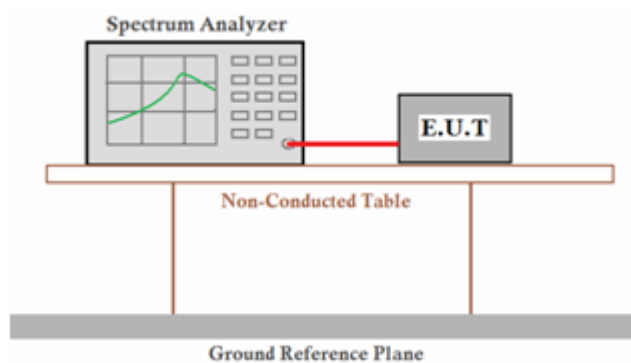 Spectrum Analyzer
E.U.T
Non-Conducted Table
Ground Reference Plane